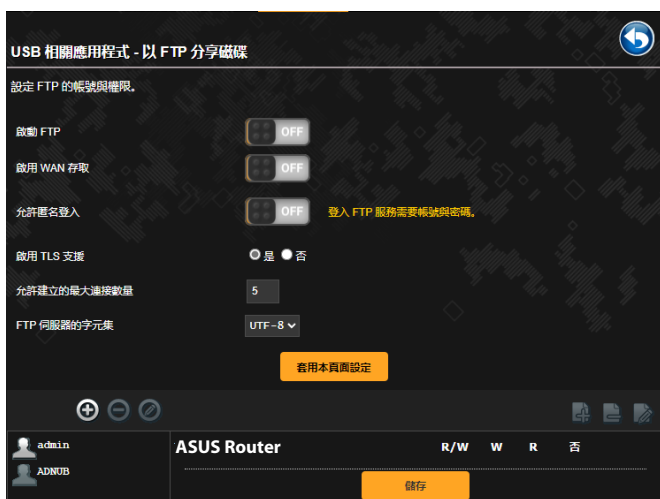 USB 相關應用程式 - 以 FTP 分享磁碟
設定 FTP 的帳號與權限。
啟動 FTP
OFF
啟用 WAN 存取
OFF
允許匿名登入
OFF
登入 FTP 服務需要帳號與密碼。
啟用 TLS 支援
是 否
允許建立的最大連接數量
5
FTP 伺服器的字元集
UTF-8
套用本頁面設定
admin
ADNUB
ASUS Router
R/W W R 否
儲存